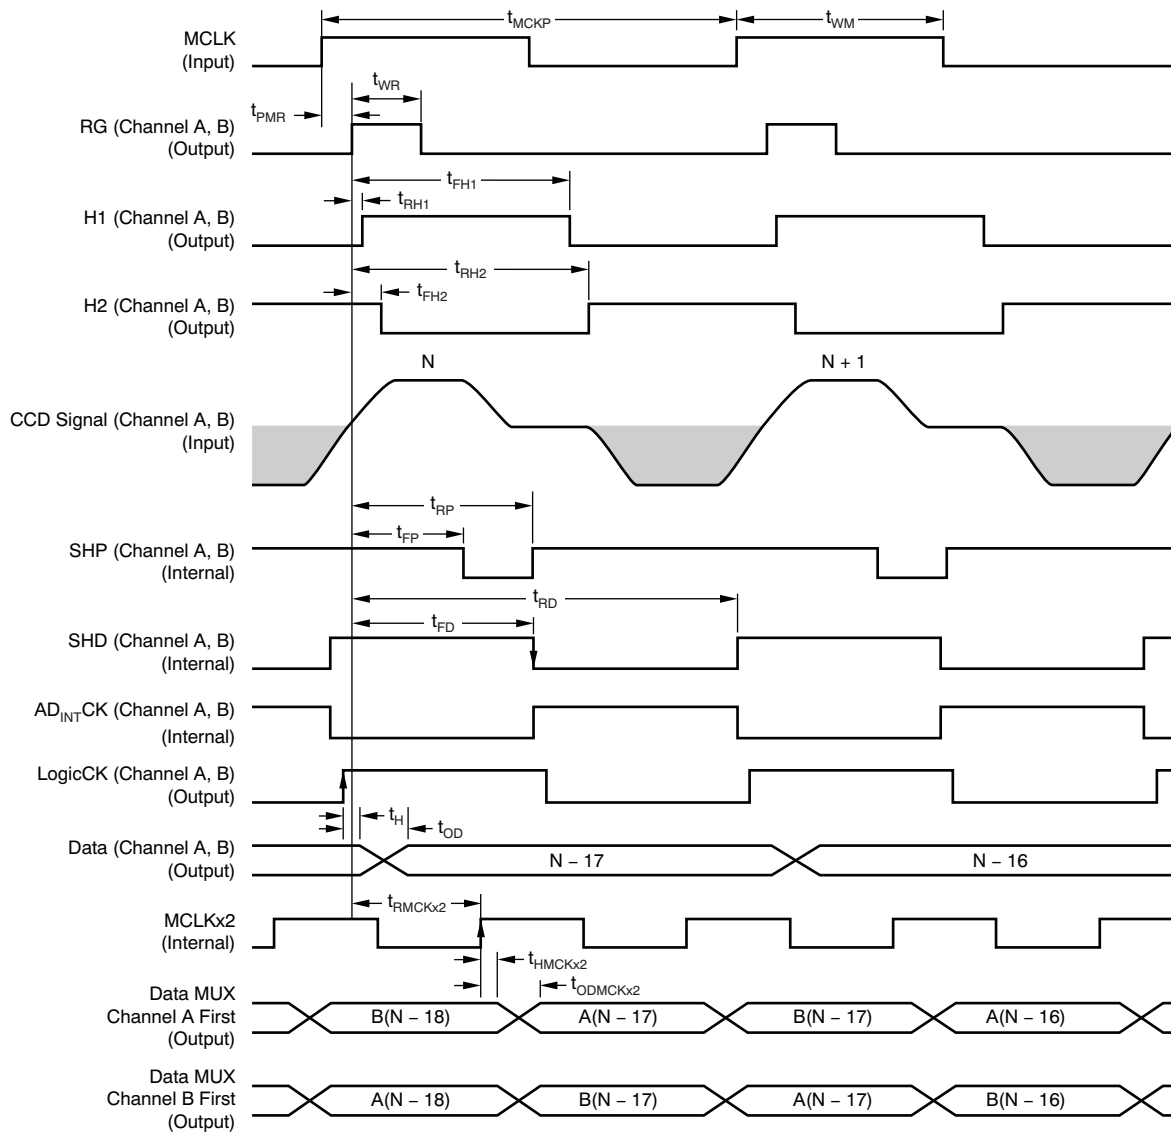 tMCKP
tWM
MCLK
(Input)
tWR
tPMR
RG (Channel A, B)
(Output)
tFH1
tRH1
H1 (Channel A, B)
(Output)
tRH2
tFH2
H2 (Channel A, B)
(Output)
N
N + 1
CCD Signal (Channel A, B)
(Input)
tRP
tFP
SHP (Channel A, B)
(Internal)
tRD
tFD
SHD (Channel A, B)
(Internal)
ADINTCK (Channel A, B)
(Internal)
LogicCK (Channel A, B)
(Output)
tH
tOD
Data (Channel A, B)
(Output)
N – 17
N – 16
tRMCKx2
MCLKx2
(Internal)
tHMCKx2
tODMCKx2
Data MUX
Channel A First
(Output)
B(N – 18)
A(N – 17)
B(N – 17)
A(N – 16)
Data MUX
Channel B First
(Output)
A(N – 18)
B(N – 17)
A(N – 17)
B(N – 16)